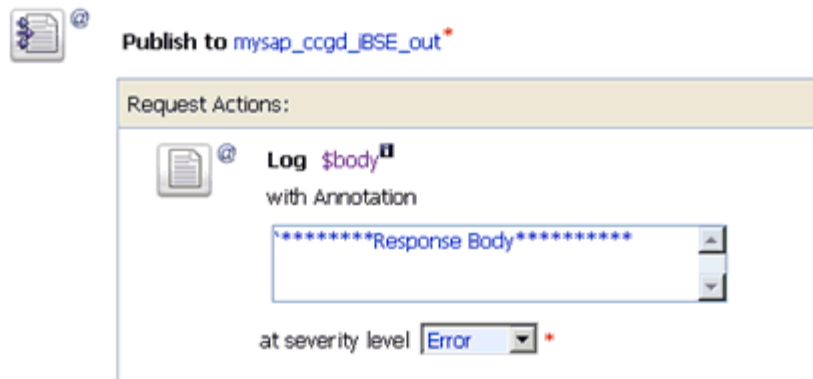 @
Publish to mysap_ccgd_iBSE_out*
Request Actions:
@
Log $body i
with Annotation
'********Response Body**********
at severity level Error *